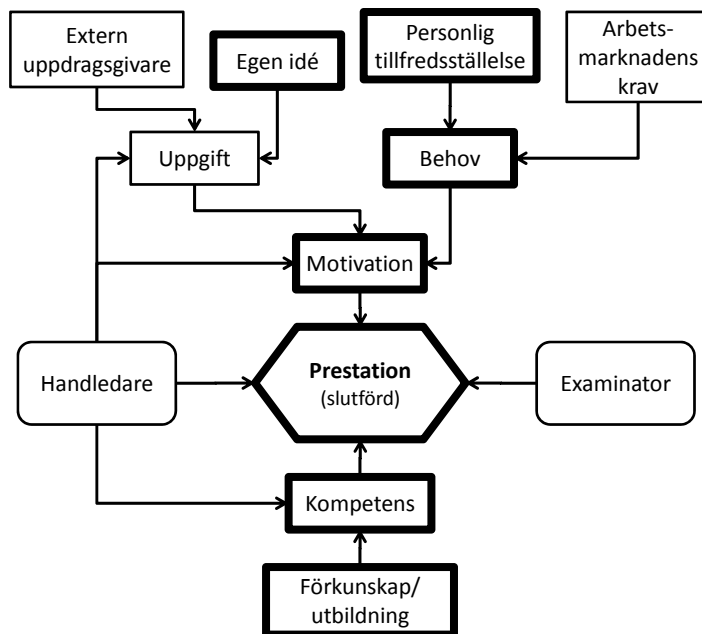 Extern
uppdragsgivare
Egen idé
Personlig
tillfredsställelse
Arbets-
marknadens
krav
Uppgift
Behov
Motivation
Handledare
Prestation
(slutförd)
Examinator
Kompetens
Förkunskap/
utbildning